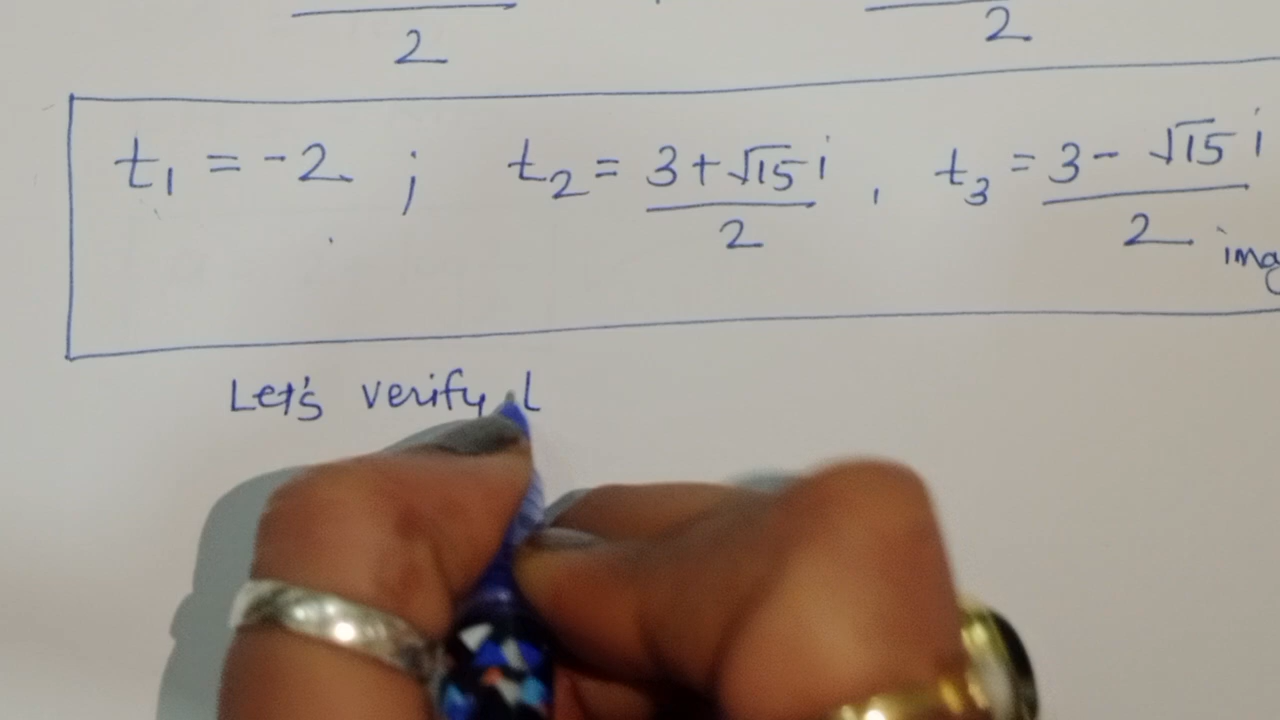 2 2
t₁ = -2 ; t₂ = 3+√15 i / 2 , t₃ = 3- √15 i / 2
Let's verify